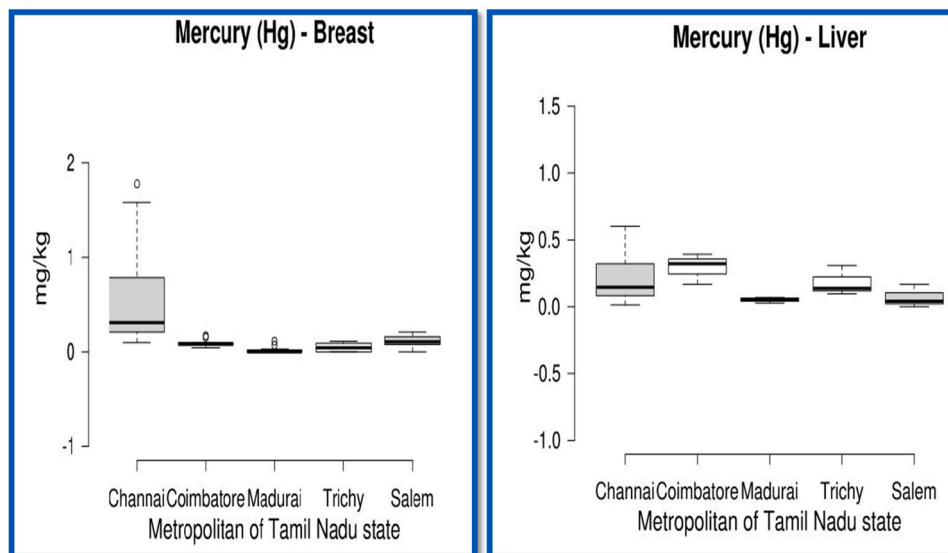 Mercury (Hg) - Breast
mg/kg
2
1
0
-1
Channai Coimbatore Madurai Trichy Salem
Metropolitan of Tamil Nadu state
Mercury (Hg) - Liver
mg/kg
1.5
1.0
0.5
0.0
-0.5
-1.0
Channai Coimbatore Madurai Trichy Salem
Metropolitan of Tamil Nadu state